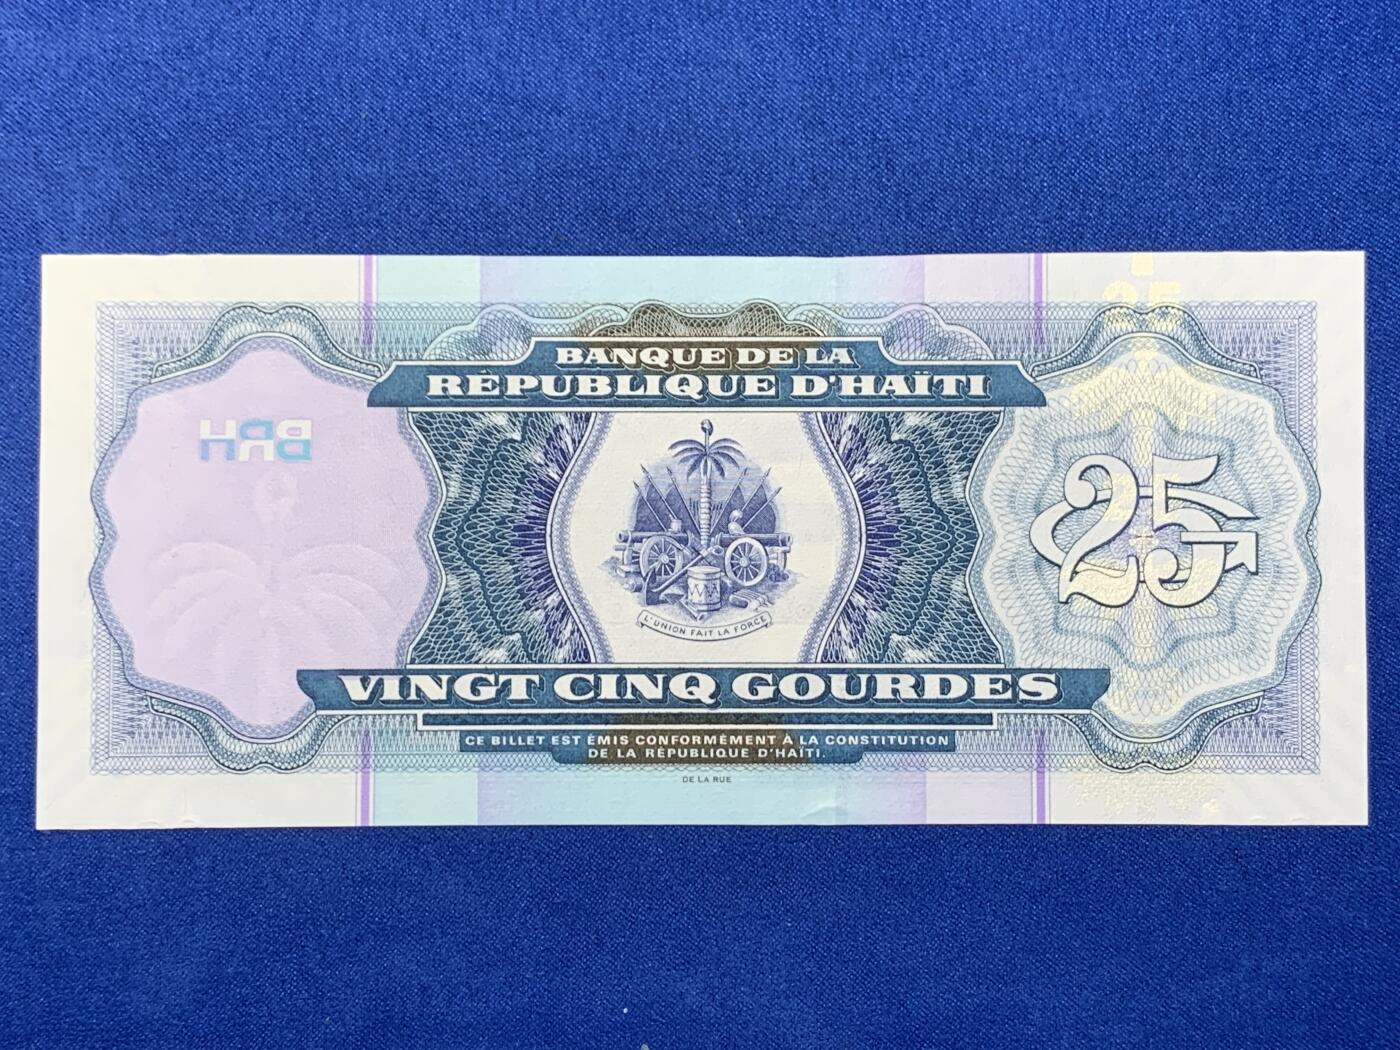 25
BANQUE DE LA
RÉPUBLIQUE D'HAÏTI
25
L'UNION FAIT LA FORCE
VINGT CINQ GOURDES
CE BILLET EST ÉMIS CONFORMÉMENT À LA CONSTITUTION
DE LA RÉPUBLIQUE D'HAÏTI.
DE LA RUE